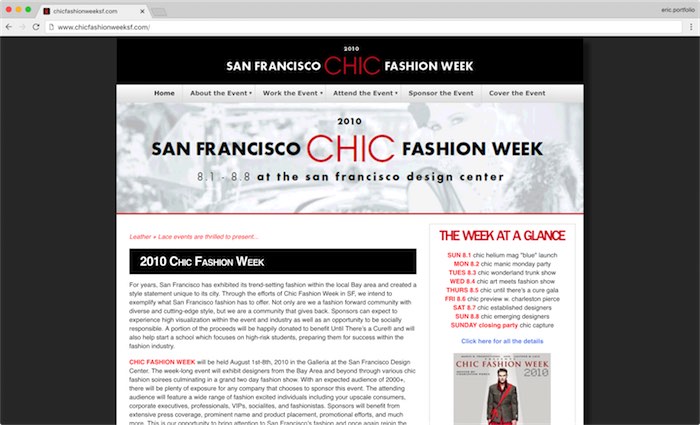 chicfashionweeksf.com/
eric.portfolio
www.chicfashionweeksf.com/
2010
SAN FRANCISCO CHIC FASHION WEEK
Home About the Event Work the Event Attend the Event Sponsor the Event Cover the Event
2010
SAN FRANCISCO CHIC FASHION WEEK
8.1 - 8.8 at the san francisco design center
Leather + Lace events are thrilled to present...
2010 Chic Fashion Week
For years, San Francisco has exhibited its trend-setting fashion within the local Bay area and created a
style statement unique to its city. Through the efforts of Chic Fashion Week in SF, we intend to
exemplify what San Francisco fashion has to offer. Not only are we a fashion forward community with
diverse and cutting-edge style, but we are a community that gives back. Sponsors can expect to
experience high visualization within the event and industry as well as an opportunity to be socially
responsible. A portion of the proceeds will be happily donated to benefit Until There's a Cure® and will
also help start a school which focuses on high-risk students, preparing them for success within the
fashion industry.
CHIC FASHION WEEK will be held August 1st-8th, 2010 in the Galleria at the San Francisco Design
Center. The week-long event will exhibit designers from the Bay Area and beyond through various chic
fashion soirees culminating in a grand two day fashion show. With an expected audience of 2000+,
there will be plenty of exposure for any company that chooses to sponsor this event. The attending
audience will feature a wide range of fashion excited individuals including your upscale consumers,
corporate executives, professionals, VIPs, socialites, and fashionistas. Sponsors will benefit from
extensive press coverage, prominent name and product placement, promotional efforts, and much
more. This is our opportunity to bring attention to San Francisco's fashion and once again reign the
THE WEEK AT A GLANCE
SUN 8.1 chic helium mag "blue" launch
MON 8.2 chic manic monday party
TUES 8.3 chic wonderland trunk show
WED 8.4 chic art meets fashion show
THURS 8.5 chic until there's a cure gala
FRI 8.6 chic preview w. charleston pierce
SAT 8.7 chic established designers
SUN 8.8 chic emerging designers
SUNDAY closing party chic capture
Click here for all the details
CHIC FASHION WEEK
2010